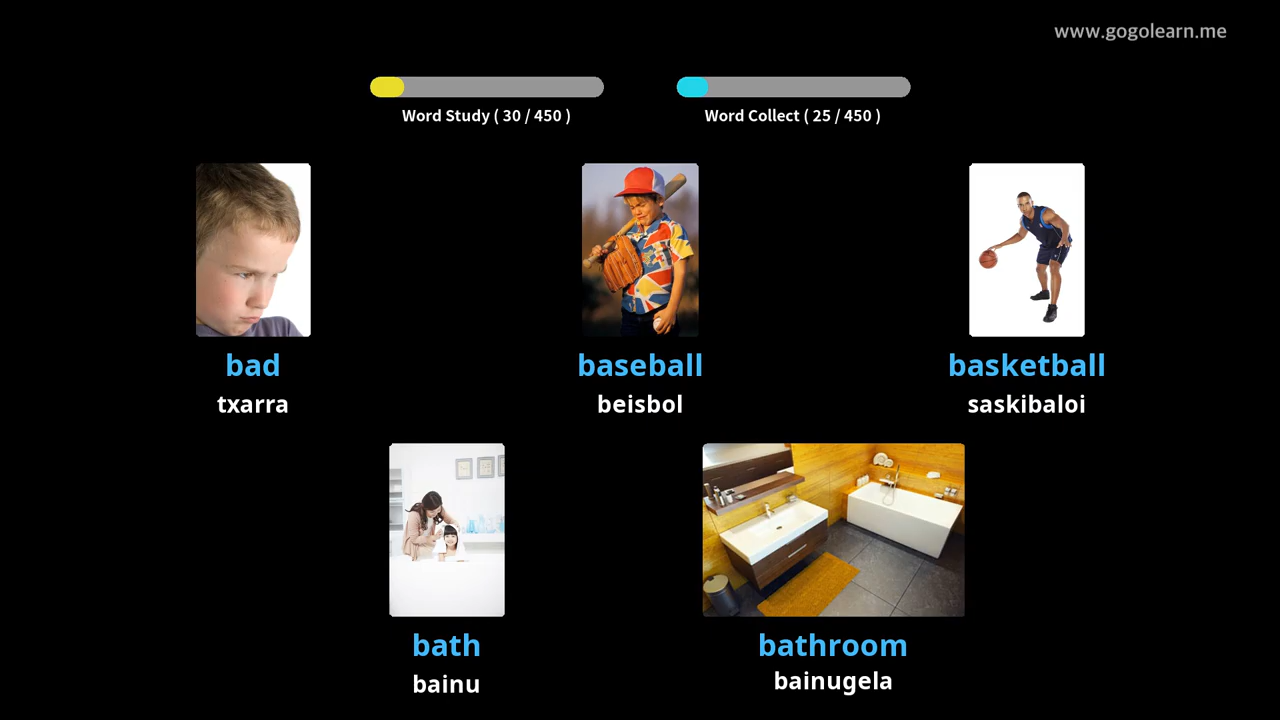 www.gogolearn.me
Word Study ( 30 / 450 )
Word Collect ( 25 / 450 )
bad
txarra
baseball
beisbol
basketball
saskibaloi
bath
bainu
bathroom
bainugela